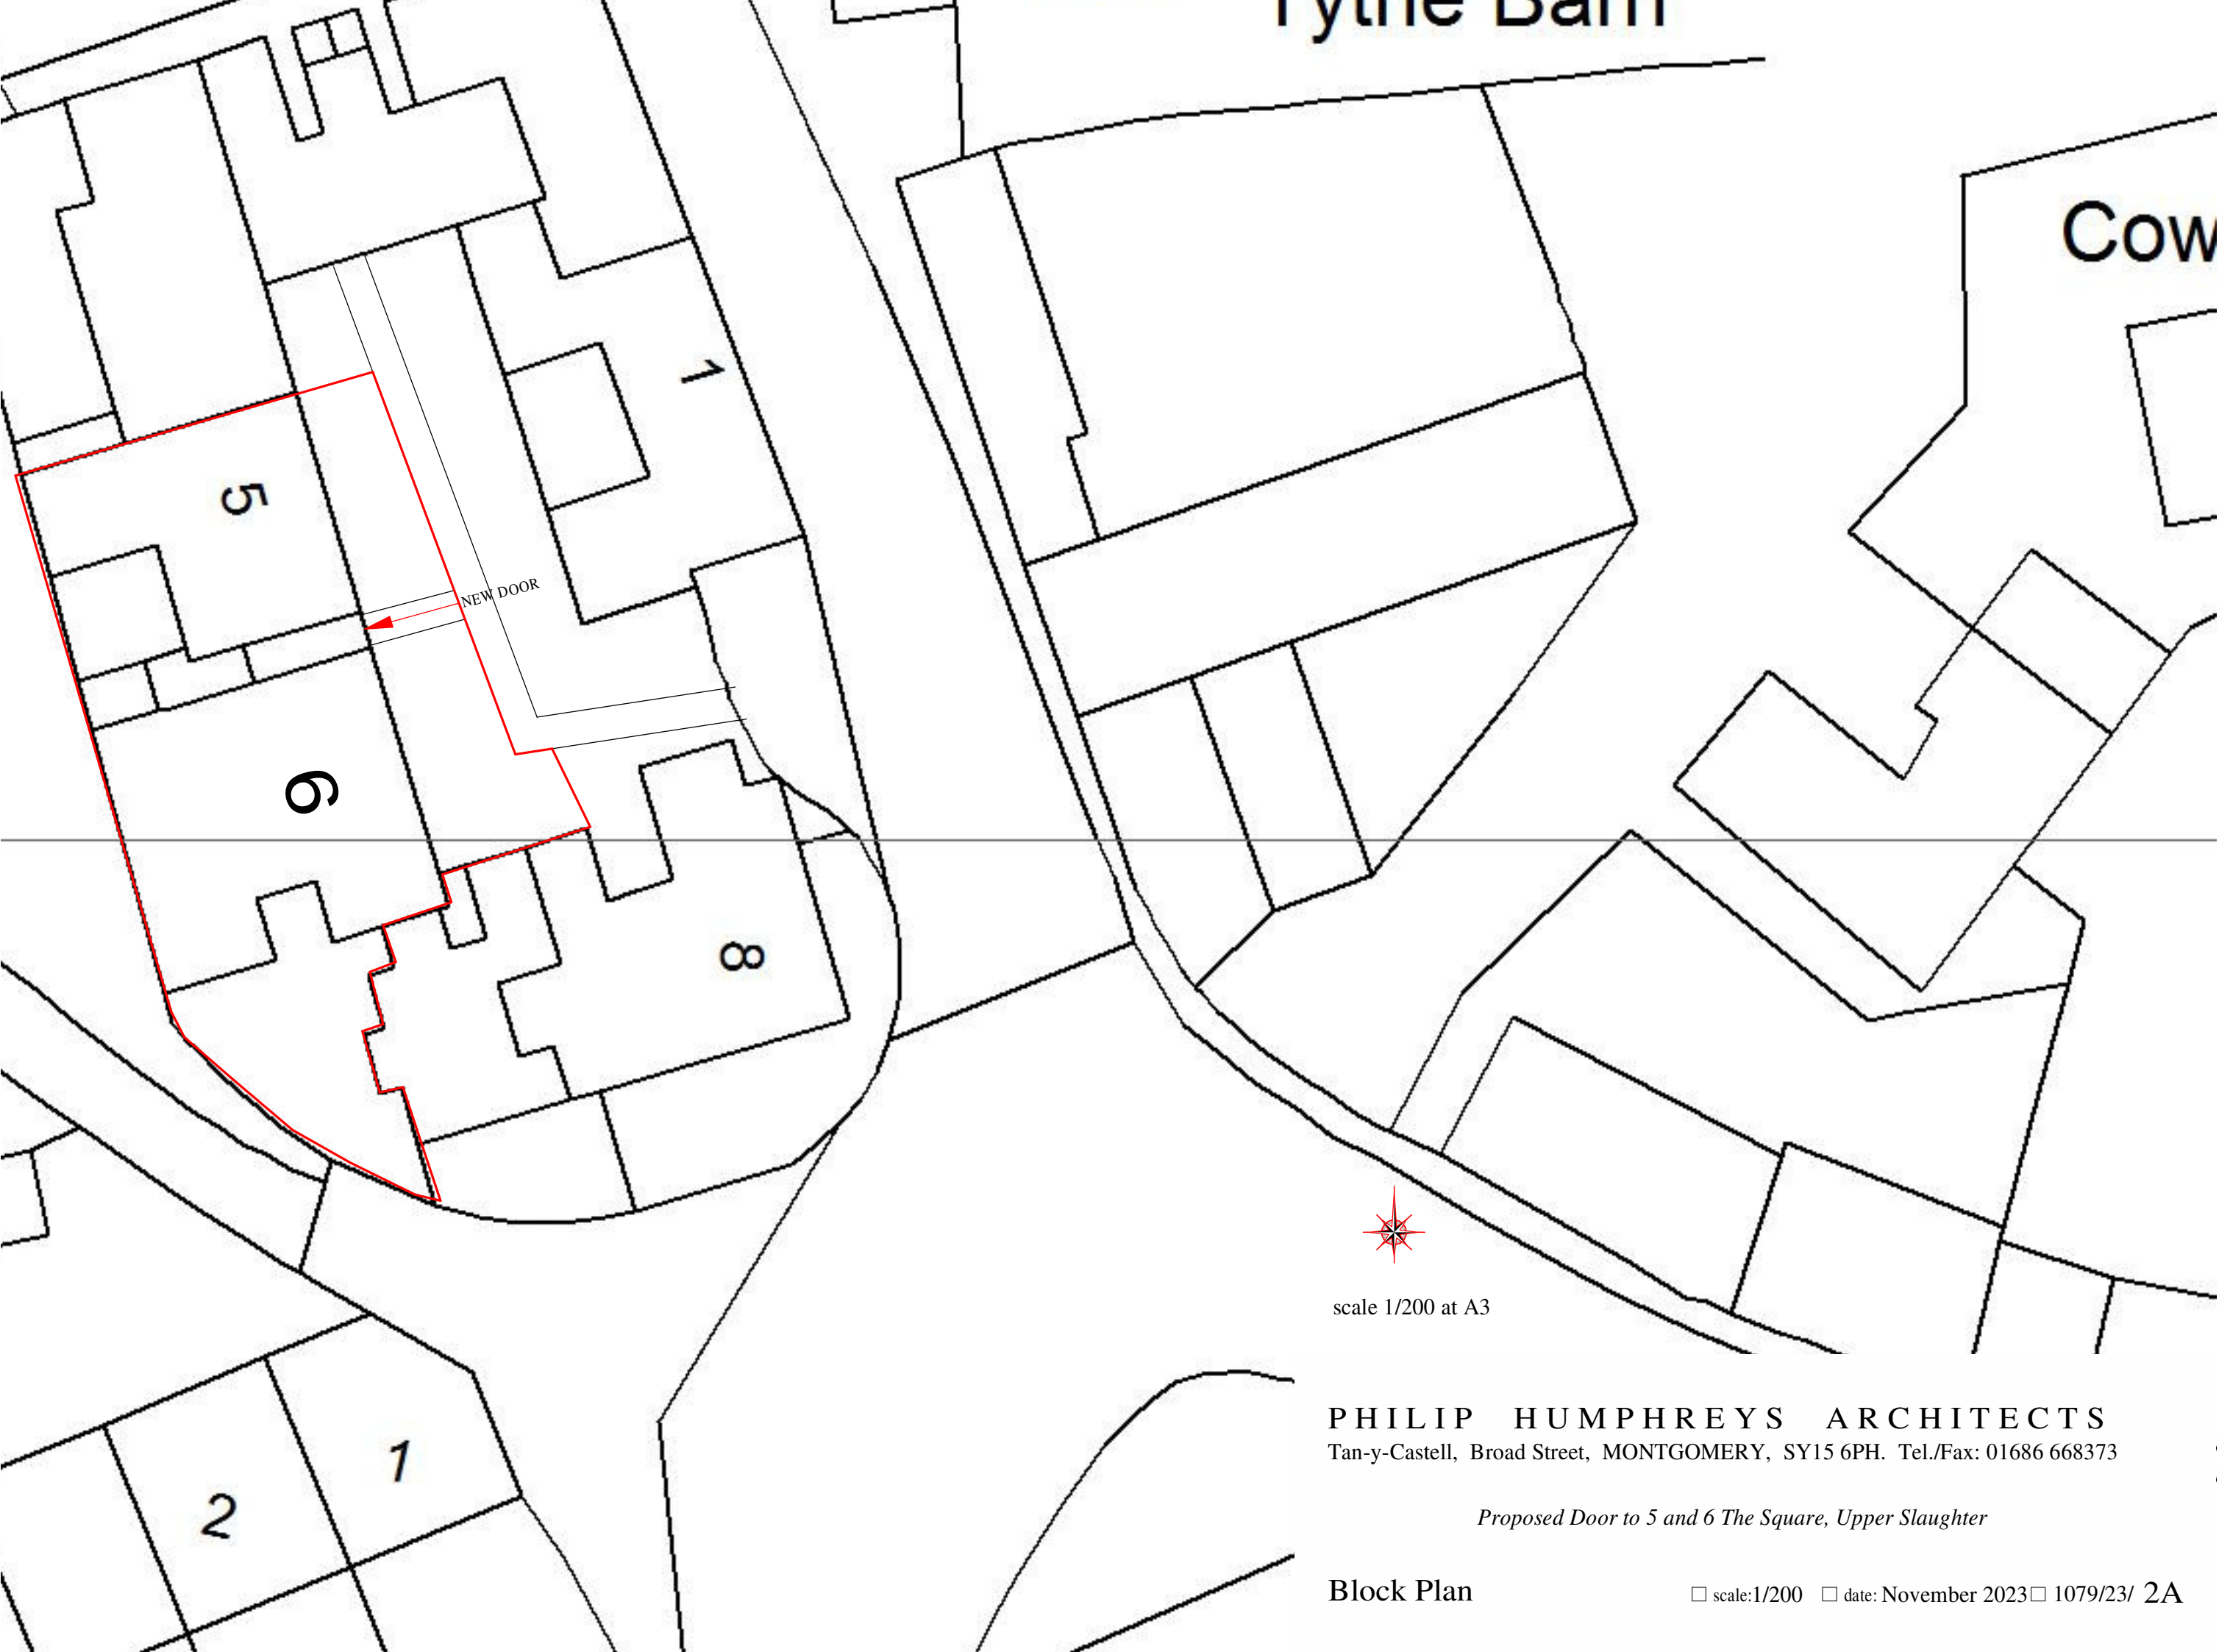 Tythe Barn
Cow
1
5
NEW DOOR
6
8
scale 1/200 at A3
PHILIP HUMPHREYS ARCHITECTS
Tan-y-Castell, Broad Street, MONTGOMERY, SY15 6PH. Tel./Fax: 01686 668373
1
2
Proposed Door to 5 and 6 The Square, Upper Slaughter
Block Plan
scale:1/200 date: November 2023 1079/23/ 2A